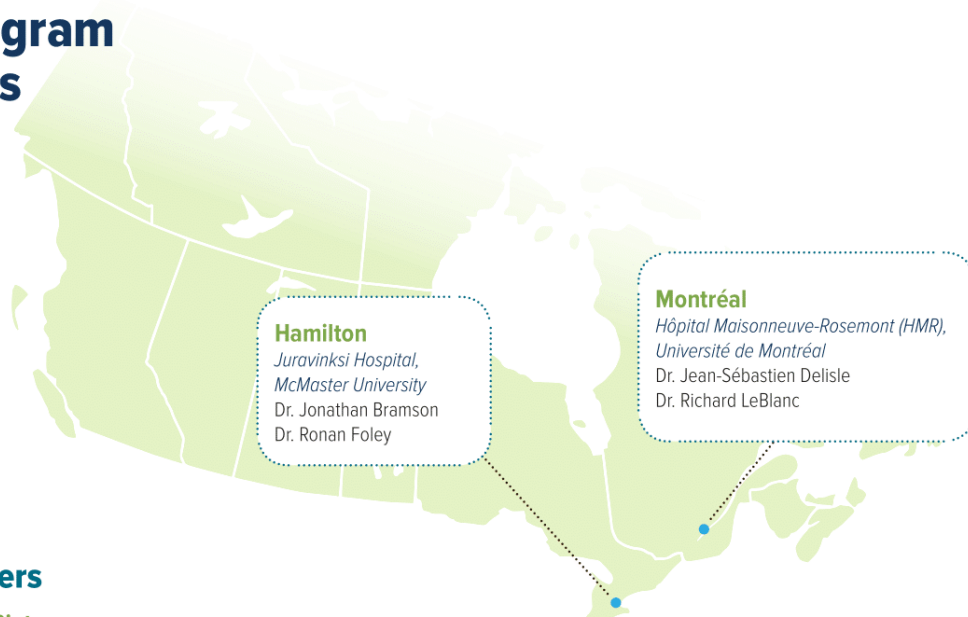 gram
s
Montréal
Hôpital Maisonneuve-Rosemont (HMR),
Université de Montréal
Dr. Jean-Sébastien Delisle
Dr. Richard LeBlanc
Hamilton
Juravinksi Hospital,
McMaster University
Dr. Jonathan Bramson
Dr. Ronan Foley
ers